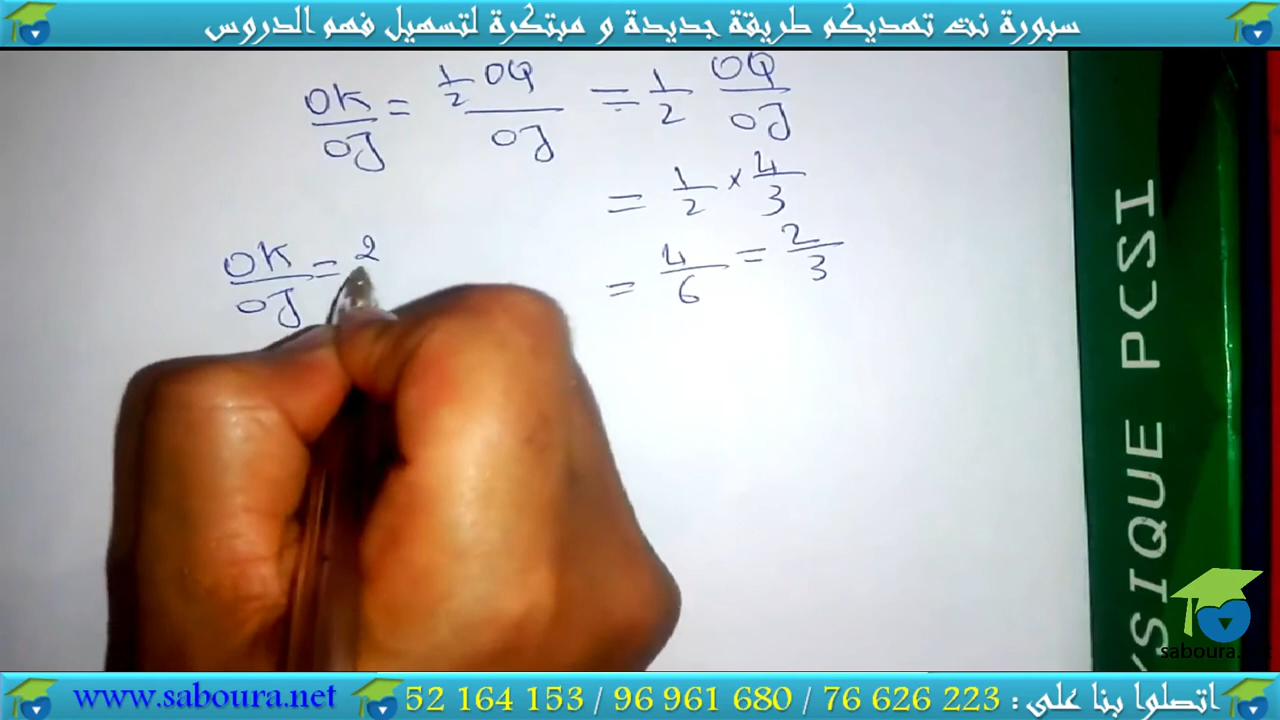 سبورة نت تهديكم طريقة جديدة و مبتكرة لتسهيل فهم الدروس
OK/OJ = 1/2 OQ / OJ = 1/2 OQ/OJ
= 1/2 × 4/3
= 4/6 = 2/3
OK/OJ = 2
YSIQUE PCSI
saboura.
www.saboura.net
اتصلوا بنا على : 52 164 153 / 96 961 680 / 76 626 223